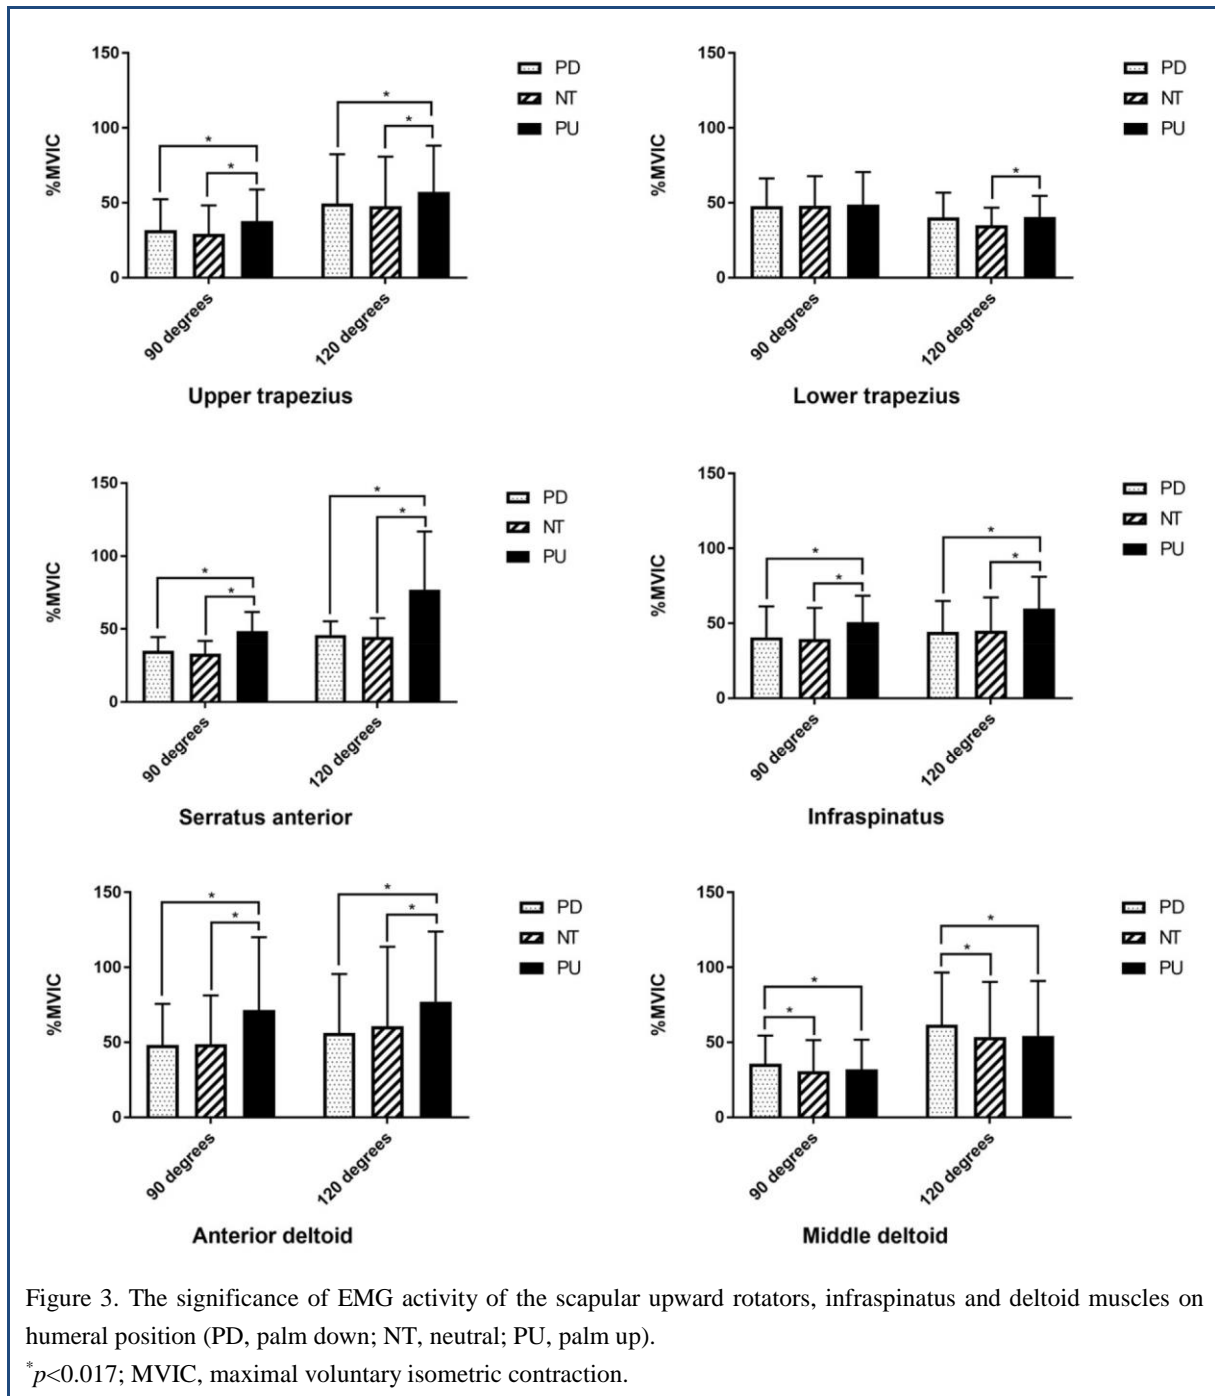 150
100
50
0
%MVIC
*
*
*
*
PD
NT
PU
90 degrees
120 degrees
Upper trapezius
150
100
50
0
%MVIC
*
PD
NT
PU
90 degrees
120 degrees
Lower trapezius
150
100
50
0
%MVIC
*
*
*
*
PD
NT
PU
90 degrees
120 degrees
Serratus anterior
150
100
50
0
%MVIC
*
*
*
*
PD
NT
PU
90 degrees
120 degrees
Infraspinatus
150
100
50
0
%MVIC
*
*
*
*
PD
NT
PU
90 degrees
120 degrees
Anterior deltoid
150
100
50
0
%MVIC
*
*
*
*
PD
NT
PU
90 degrees
120 degrees
Middle deltoid
Figure 3. The significance of EMG activity of the scapular upward rotators, infraspinatus and deltoid muscles on
humeral position (PD, palm down; NT, neutral; PU, palm up).
*p<0.017; MVIC, maximal voluntary isometric contraction.